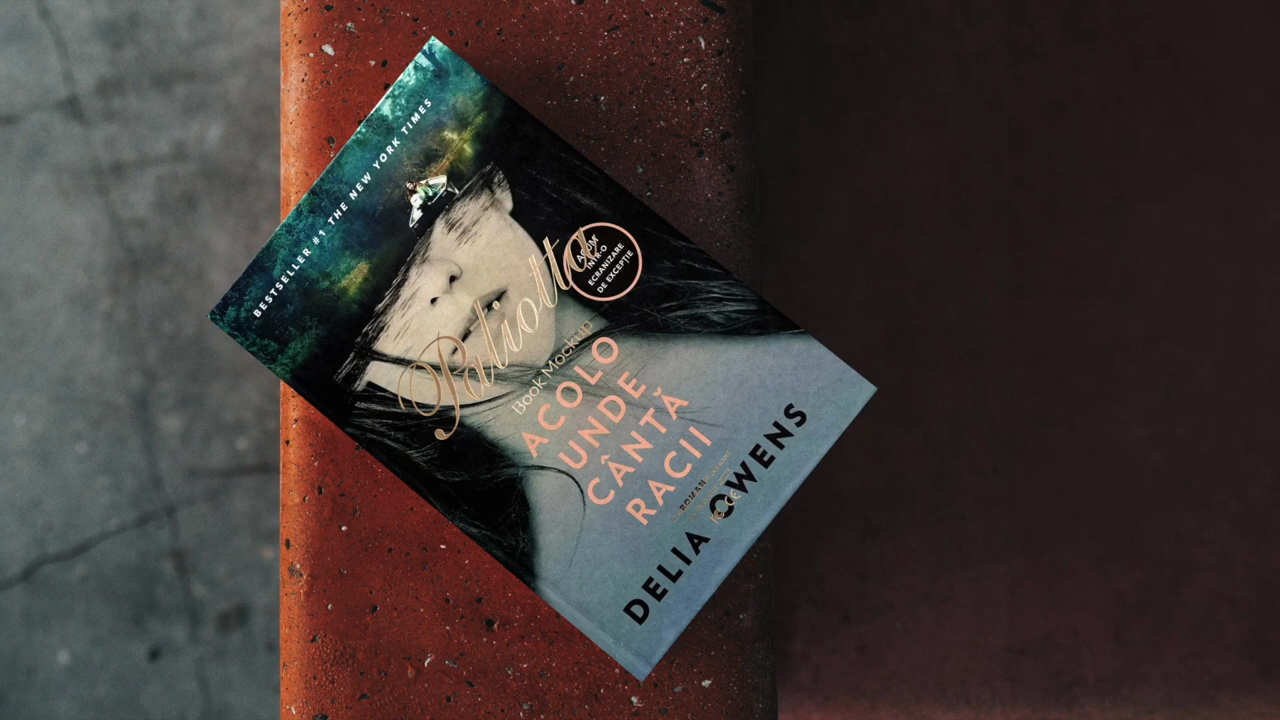 BESTSELLER #1 THE NEW YORK TIMES
ACUM
ÎNTR-O
ECRANIZARE
DE EXCEPȚIE
Patiotta
Book Mockup
ACOLO
UNDE
CÂNTĂ
RACII
ROMAN
DELIA OWENS